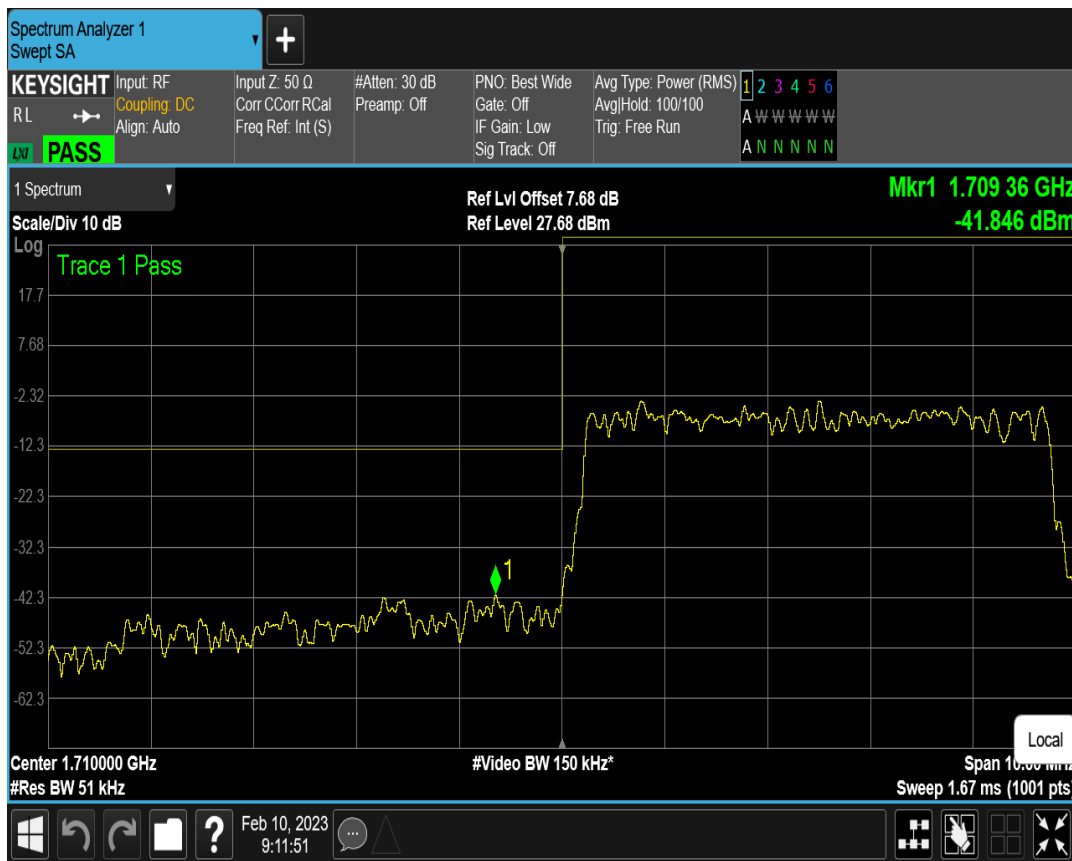 Spectrum Analyzer 1
Swept SA
+
KEYSIGHT
RL
LXI PASS
Input: RF
Coupling: DC
Align: Auto
Input Z: 50 Ω
Corr CCorr RCal
Freq Ref: Int (S)
#Atten: 30 dB
Preamp: Off
PNO: Best Wide
Gate: Off
IF Gain: Low
Sig Track: Off
Avg Type: Power (RMS)
Avg|Hold: 100/100
Trig: Free Run
1 2 3 4 5 6
A W W W W W
A N N N N N
1 Spectrum
Scale/Div 10 dB
Ref Lvl Offset 7.68 dB
Ref Level 27.68 dBm
Mkr1 1.709 36 GHz
-41.846 dBm
Log
Trace 1 Pass
17.7
7.68
-2.32
-12.3
-22.3
-32.3
-42.3
-52.3
-62.3
1
Local
Center 1.710000 GHz
#Video BW 150 kHz*
Span 10.00 MHz
#Res BW 51 kHz
Sweep 1.67 ms (1001 pts)
?
Feb 10, 2023
9:11:51